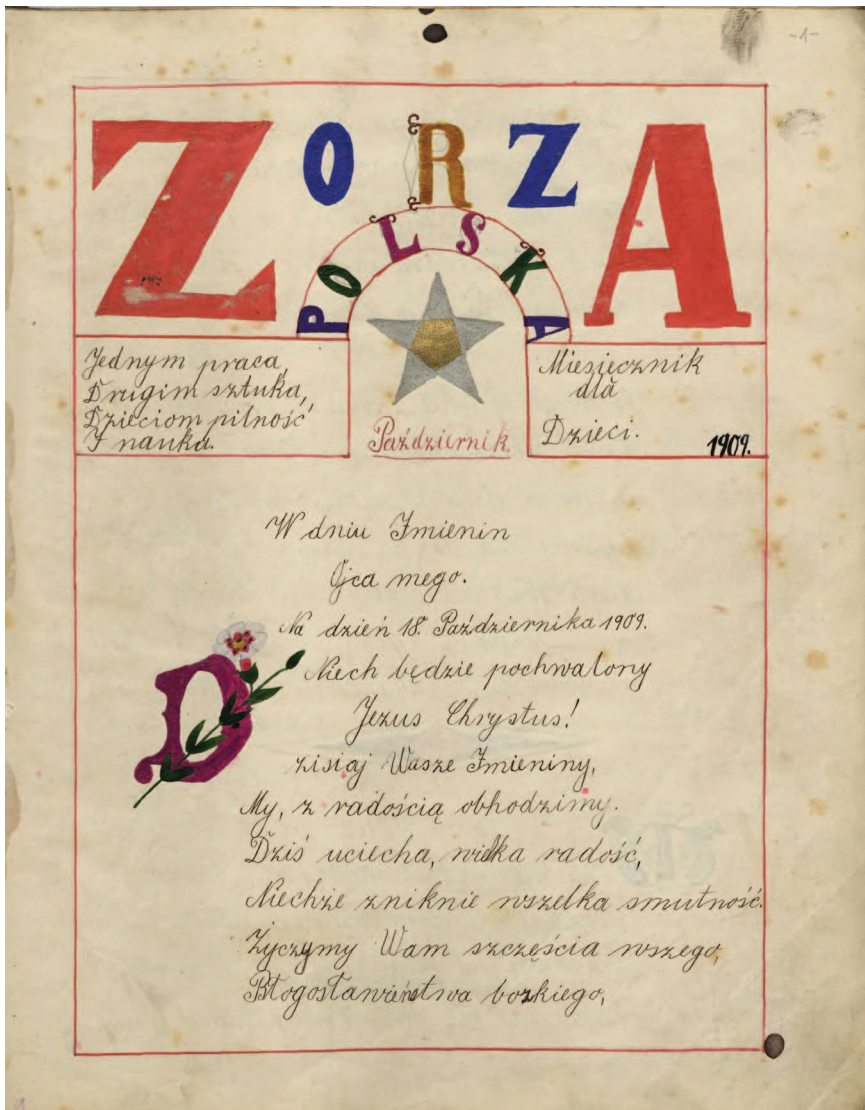 -1-
ZORZA
POLSKA
Jednym praca,
Drugim sztuka,
Dzieciom pilność
I nauka.
Październik.
Miesięcznik
dla
Dzieci.
1909.
W dniu Imienin
Ojca mego.
Na dzień 18. Października 1909.
Niech będzie pochwalony
Jezus Chrystus!
Dzisiaj Wasze Imieniny,
My, z radością obhodzimy.
Dziś uciecha, wielka radość,
Niechże zniknie wszelka smutność.
Życzymy Wam szczęścia wszego,
Błogosławieństwa bozkiego,